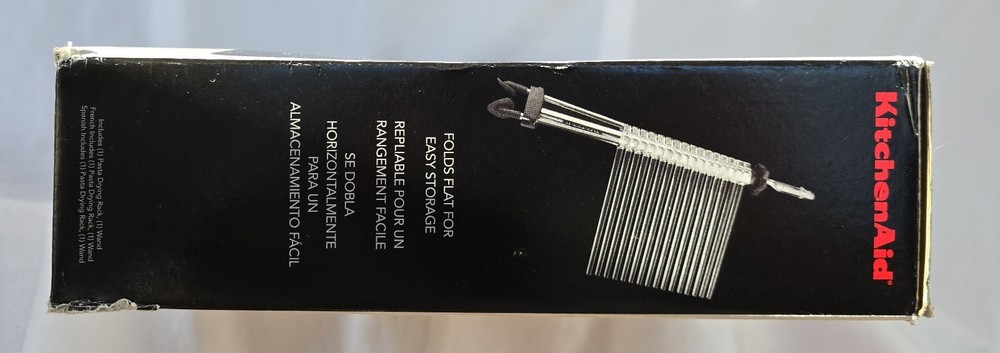 KitchenAid®
FOLDS FLAT FOR
EASY STORAGE
REPLIABLE POUR UN
RANGEMENT FACILE
SE DOBLA
HORIZONTALMENTE
PARA UN
ALMACENAMIENTO FÁCIL
Includes (1) Pasta Drying Rack, (1) Wand
French Includes (1) Pasta Drying Rack, (1) Wand
Spanish Includes (1) Pasta Drying Rack, (1) Wand